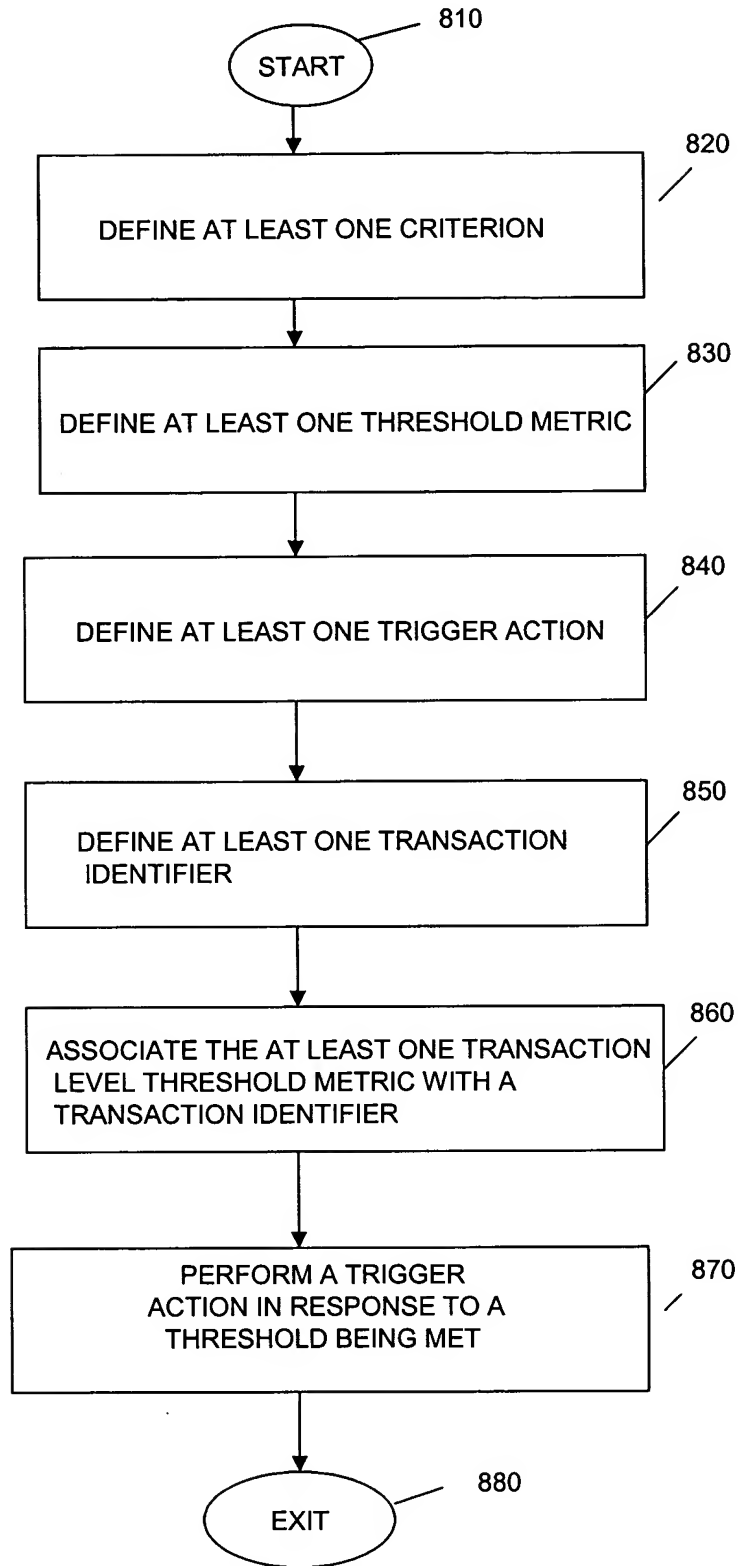 810
START
820
DEFINE AT LEAST ONE CRITERION
830
DEFINE AT LEAST ONE THRESHOLD METRIC
840
DEFINE AT LEAST ONE TRIGGER ACTION
850
DEFINE AT LEAST ONE TRANSACTION
IDENTIFIER
860
ASSOCIATE THE AT LEAST ONE TRANSACTION
LEVEL THRESHOLD METRIC WITH A
TRANSACTION IDENTIFIER
870
PERFORM A TRIGGER
ACTION IN RESPONSE TO A
THRESHOLD BEING MET
880
EXIT